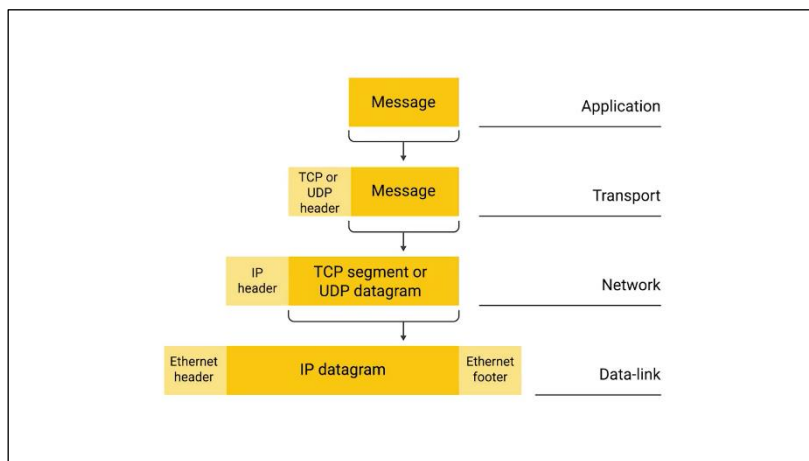 Message
Application
TCP or
UDP
header
Message
Transport
IP
header
TCP segment or
UDP datagram
Network
Ethernet
header
IP datagram
Ethernet
footer
Data-link